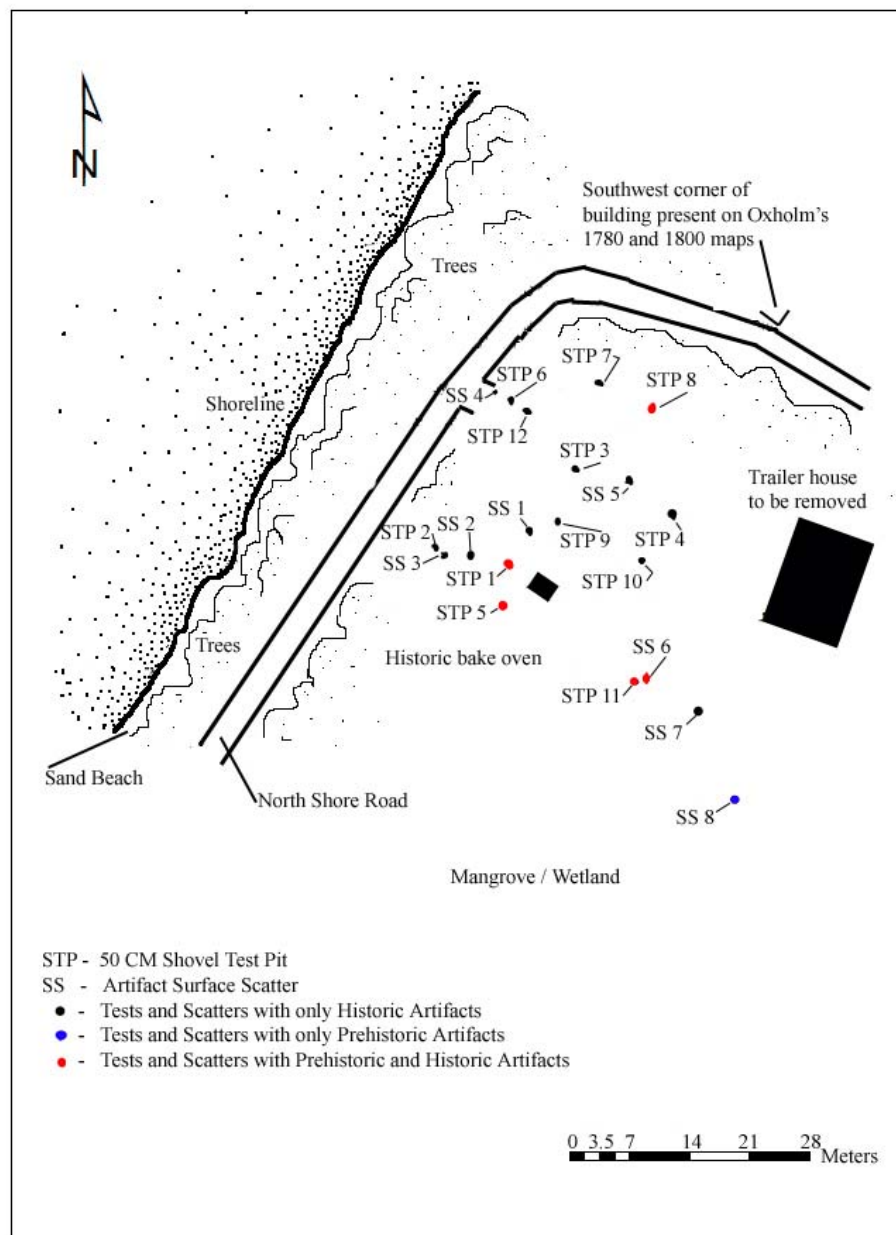 N
Southwest corner of
building present on Oxholm's
1780 and 1800 maps
Trees
STP 7
STP 6
STP 8
SS 4
Shoreline
STP 12
STP 3
Trailer house
to be removed
SS 5
SS 1
SS 2
STP 2
STP 9
STP 4
SS 3
STP 1
STP 10
STP 5
Trees
SS 6
Historic bake oven
STP 11
SS 7
Sand Beach
North Shore Road
SS 8
Mangrove / Wetland
STP - 50 CM Shovel Test Pit
SS - Artifact Surface Scatter
- Tests and Scatters with only Historic Artifacts
- Tests and Scatters with only Prehistoric Artifacts
- Tests and Scatters with Prehistoric and Historic Artifacts
0 3.5 7 14 21 28
Meters